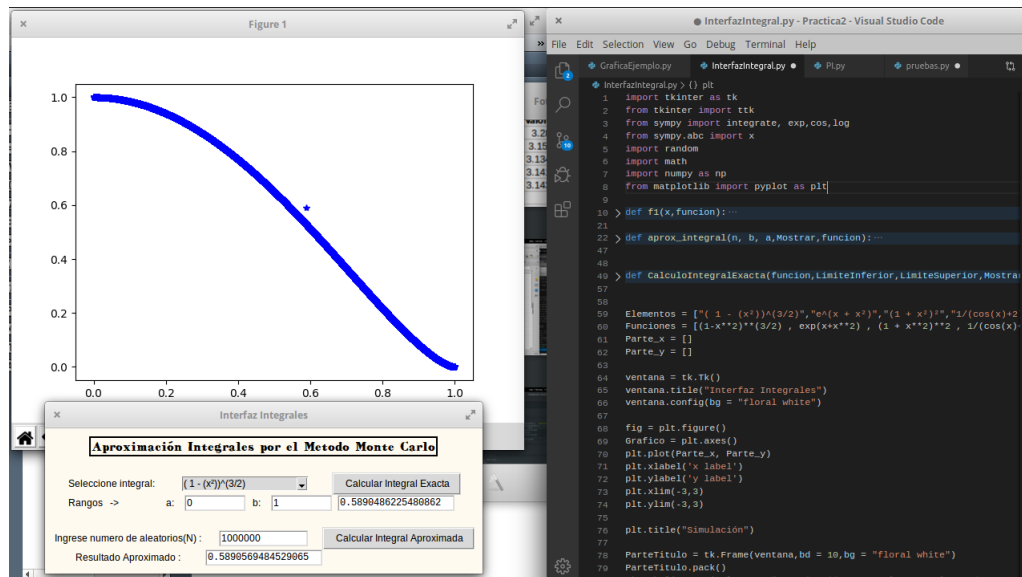 Figure 1
1.0
0.8
0.6
0.4
0.2
0.0
0.0 0.2 0.4 0.6 0.8 1.0
Interfaz Integrales
Aproximación Integrales por el Metodo Monte Carlo
Seleccione integral: ( 1 - (x²))^(3/2) Calcular Integral Exacta
Rangos -> a: 0 b: 1 0.5890486225480862
Ingrese numero de aleatorios(N) : 1000000 Calcular Integral Aproximada
Resultado Aproximado : 0.5890569484529065
» 
3.15
InterfazIntegral.py - Practica2 - Visual Studio Code
File Edit Selection View Go Debug Terminal Help
GraficaEjemplo.py InterfazIntegral.py PI.py pruebas.py
InterfazIntegral.py > {} plt
2
10
1 import tkinter as tk
2 from tkinter import ttk
3 from sympy import integrate, exp,cos,log
4 from sympy.abc import x
5 import random
6 import math
7 import numpy as np
8 from matplotlib import pyplot as plt
9
10 > def f1(x,funcion):···
21
22 > def aprox_integral(n, b, a,Mostrar,funcion):···
47
48
49 > def CalculoIntegralExacta(funcion,LimiteInferior,LimiteSuperior,Mostra
57
58
59 Elementos = ["( 1 - (x²))^(3/2)","e^(x + x²)","(1 + x²)²","1/(cos(x)+2
60 Funciones = [(1-x**2)**(3/2) , exp(x+x**2) , (1 + x**2)**2 , 1/(cos(x)
61 Parte_x = []
62 Parte_y = []
63
64 ventana = tk.Tk()
65 ventana.title("Interfaz Integrales")
66 ventana.config(bg = "floral white")
67
68 fig = plt.figure()
69 Grafico = plt.axes()
70 plt.plot(Parte_x, Parte_y)
71 plt.xlabel('x label')
72 plt.ylabel('y label')
73 plt.xlim(-3,3)
74 plt.ylim(-3,3)
75
76 plt.title("Simulación")
77
78 ParteTitulo = tk.Frame(ventana,bd = 10,bg = "floral white")
79 ParteTitulo.pack()